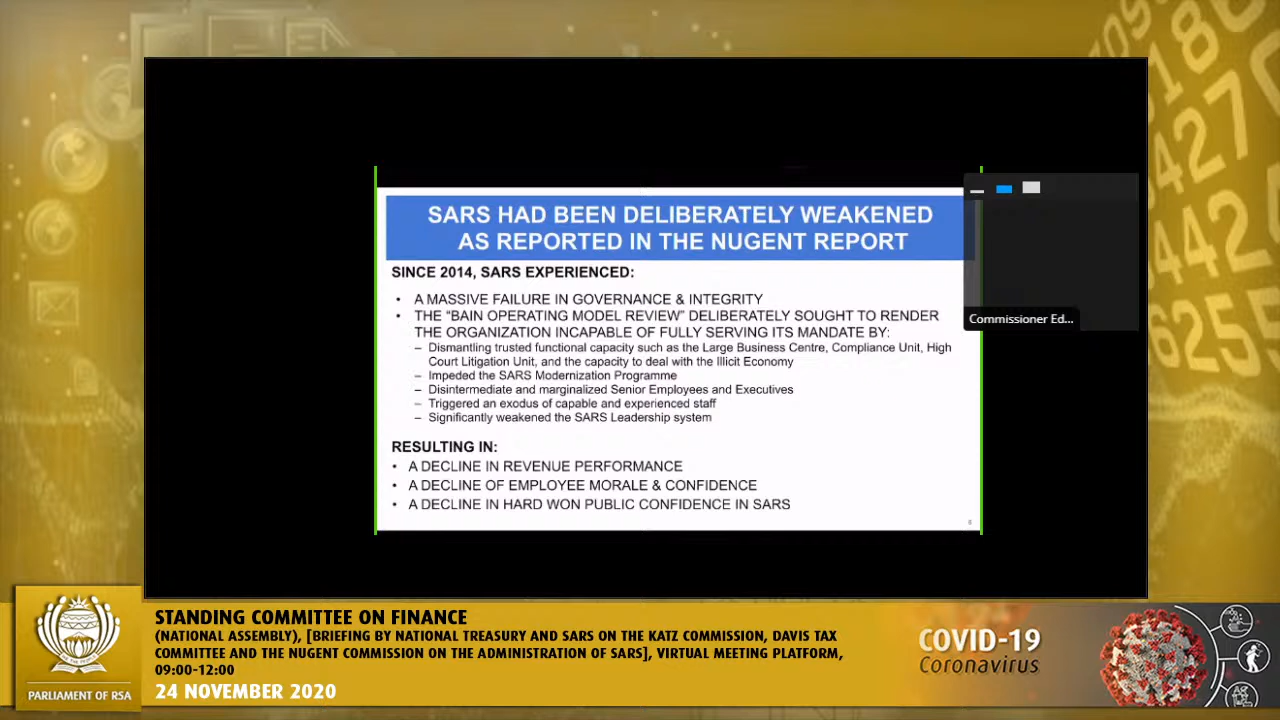 SARS HAD BEEN DELIBERATELY WEAKENED
AS REPORTED IN THE NUGENT REPORT
SINCE 2014, SARS EXPERIENCED:
• A MASSIVE FAILURE IN GOVERNANCE & INTEGRITY
• THE "BAIN OPERATING MODEL REVIEW" DELIBERATELY SOUGHT TO RENDER
THE ORGANIZATION INCAPABLE OF FULLY SERVING ITS MANDATE BY:
– Dismantling trusted functional capacity such as the Large Business Centre, Compliance Unit, High
Court Litigation Unit, and the capacity to deal with the Illicit Economy
– Impeded the SARS Modernization Programme
– Disintermediate and marginalized Senior Employees and Executives
– Triggered an exodus of capable and experienced staff
– Significantly weakened the SARS Leadership system
RESULTING IN:
• A DECLINE IN REVENUE PERFORMANCE
• A DECLINE OF EMPLOYEE MORALE & CONFIDENCE
• A DECLINE IN HARD WON PUBLIC CONFIDENCE IN SARS
Commissioner Ed...
STANDING COMMITTEE ON FINANCE
(NATIONAL ASSEMBLY), [BRIEFING BY NATIONAL TREASURY AND SARS ON THE KATZ COMMISSION, DAVIS TAX
COMMITTEE AND THE NUGENT COMMISSION ON THE ADMINISTRATION OF SARS], VIRTUAL MEETING PLATFORM,
09:00-12:00
24 NOVEMBER 2020
PARLIAMENT OF RSA
COVID-19
Coronavirus